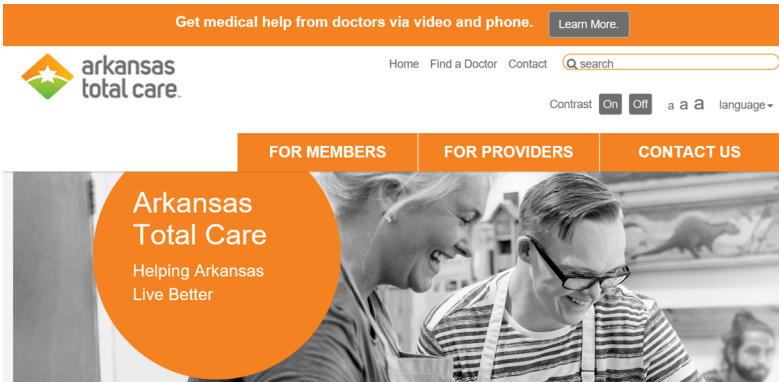 Get medical help from doctors via video and phone. Learn More.
arkansas
total care.
Home Find a Doctor Contact search
Contrast On Off a a a language
FOR MEMBERS FOR PROVIDERS CONTACT US
Arkansas
Total Care
Helping Arkansas
Live Better